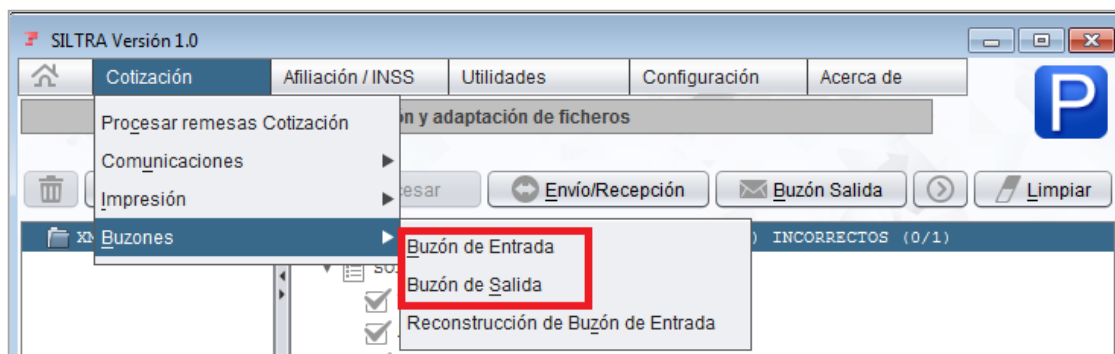 SILTRA Versión 1.0
Cotización Afiliación / INSS Utilidades Configuración Acerca de
P
Procesar remesas Cotización
y adaptación de ficheros
Comunicaciones
Impresión
Envío/Recepción Buzón Salida Limpiar
Buzones
INCORRECTOS (0/1)
Buzón de Entrada
Buzón de Salida
Reconstrucción de Buzón de Entrada